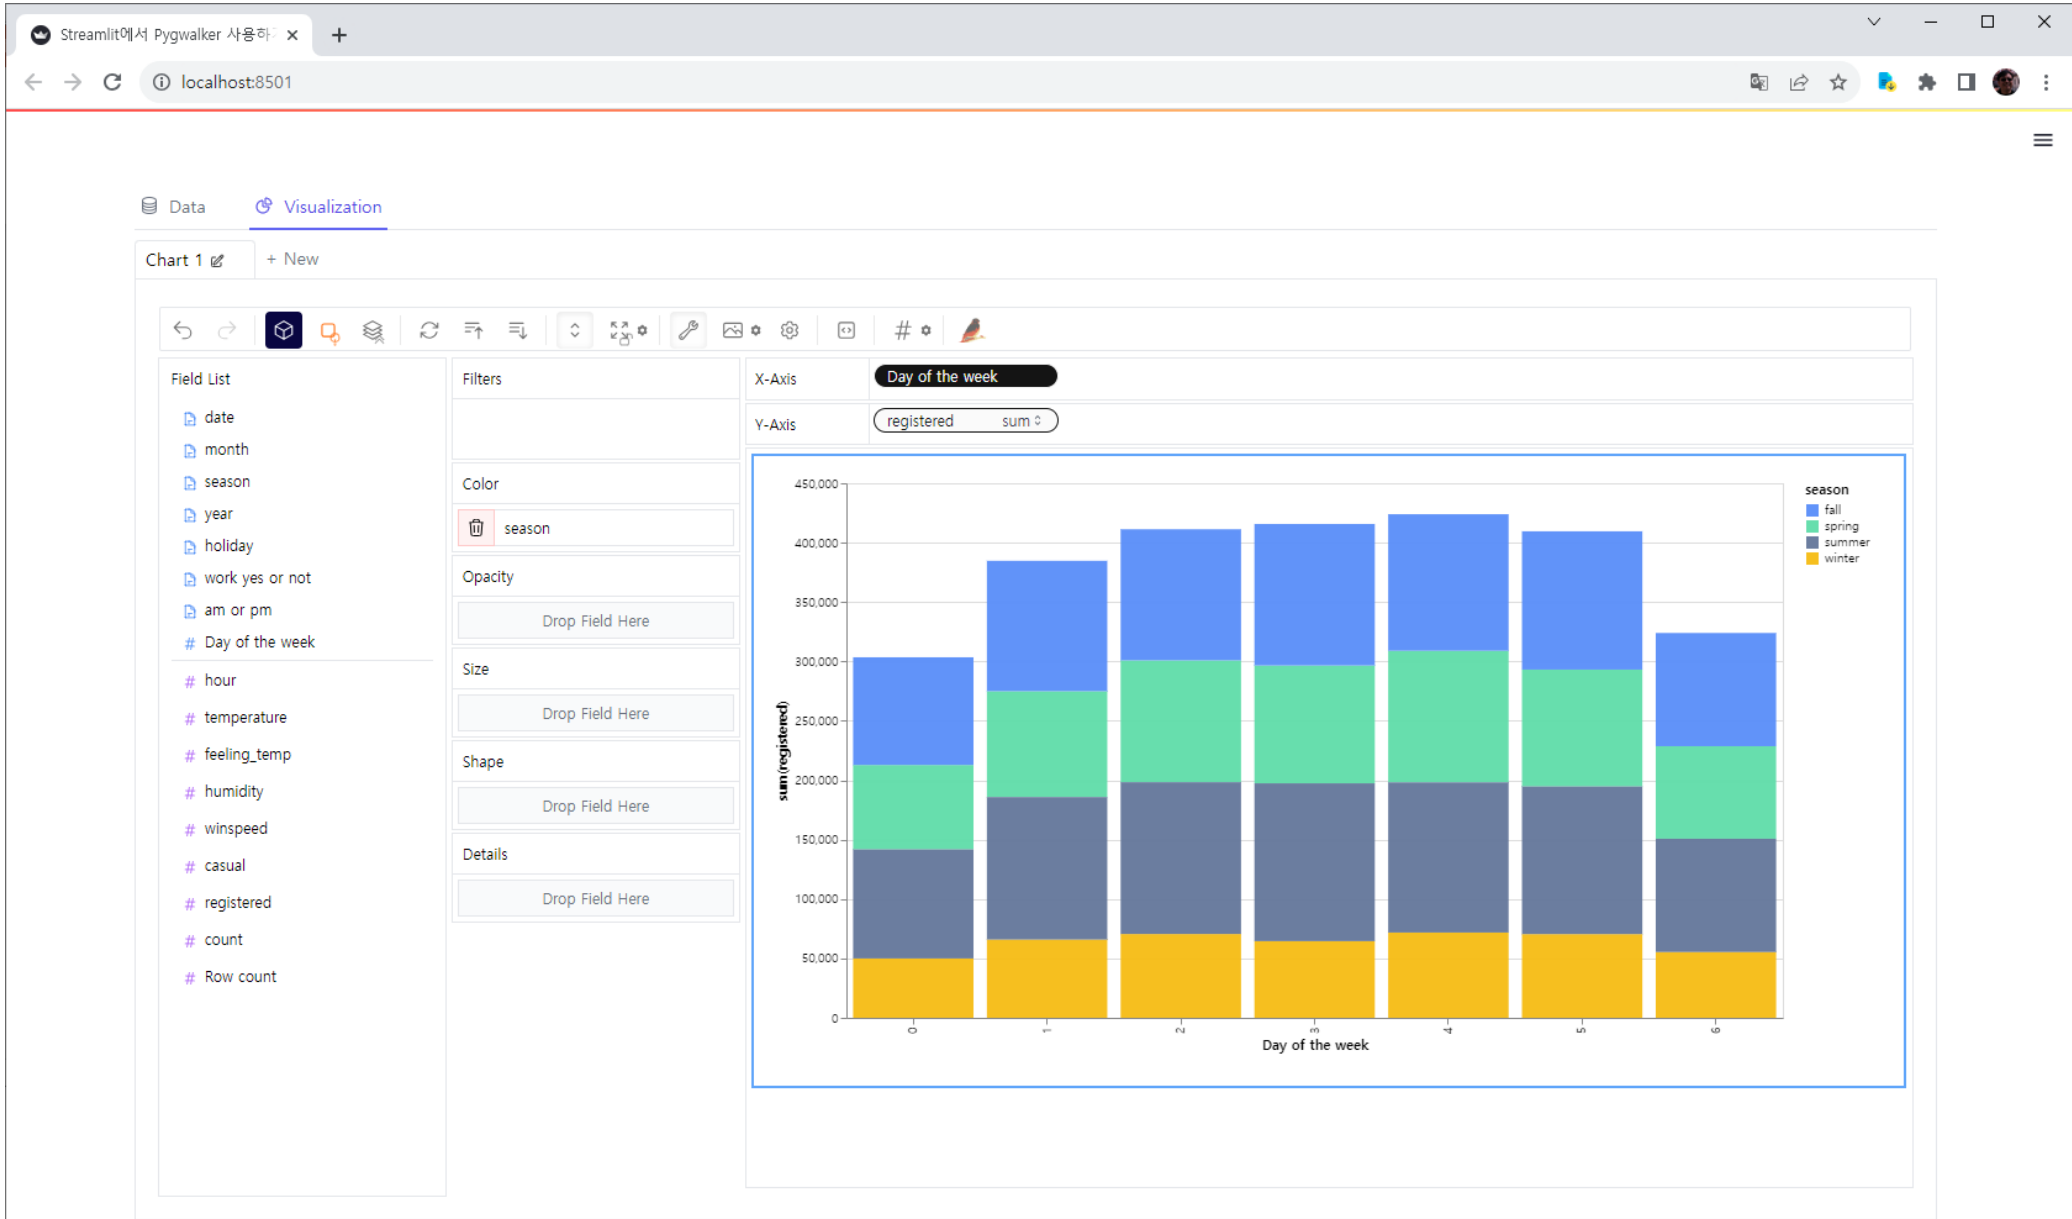 Streamlit에서 Pygwalker 사용하
localhost:8501
Data
Visualization
Chart 1
+ New
Field List
date
month
season
year
holiday
work yes or not
am or pm
# Day of the week
# hour
# temperature
# feeling_temp
# humidity
# winspeed
# casual
# registered
# count
# Row count
Filters
Color
season
Opacity
Drop Field Here
Size
Drop Field Here
Shape
Drop Field Here
Details
Drop Field Here
X-Axis
Day of the week
Y-Axis
registered sum
450,000
400,000
350,000
300,000
250,000
200,000
150,000
100,000
50,000
0
sum(registered)
0 1 2 3 4 5 6
Day of the week
season
fall
spring
summer
winter